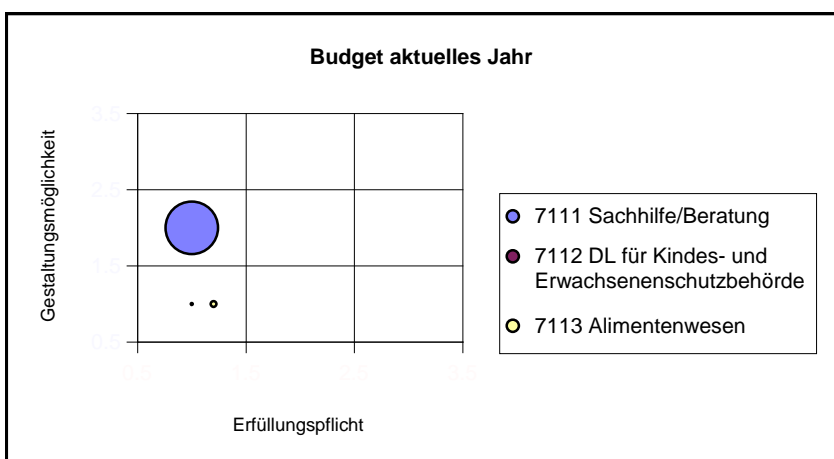 Budget aktuelles Jahr
Gestaltungsmöglichkeit
3.5
2.5
1.5
0.5
0.5
1.5
2.5
3.5
Erfüllungspflicht
7111 Sachhilfe/Beratung
7112 DL für Kindes- und
Erwachsenenschutzbehörde
7113 Alimentenwesen